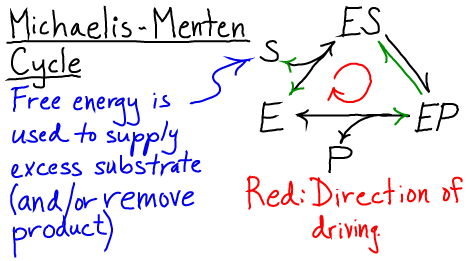 Michaelis-Menten
Cycle
Free energy is
used to supply
excess substrate
(and/or remove
product)
ES
S
E
EP
P
Red: Direction of
driving.